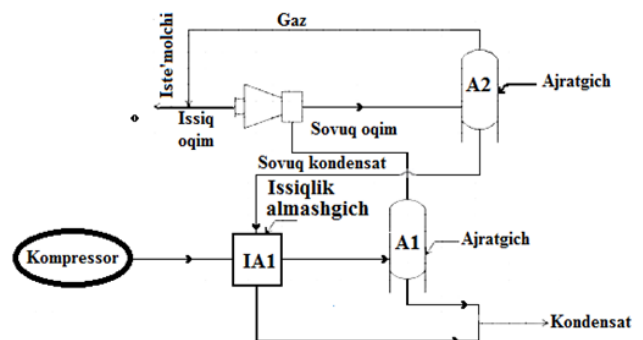 Gaz
Iste'molchi
A2
Ajratgich
Issiq
oqim
Sovuq oqim
Sovuq kondensat
Issiqlik
almashgich
Kompressor
IA1
A1
Ajratgich
Kondensat